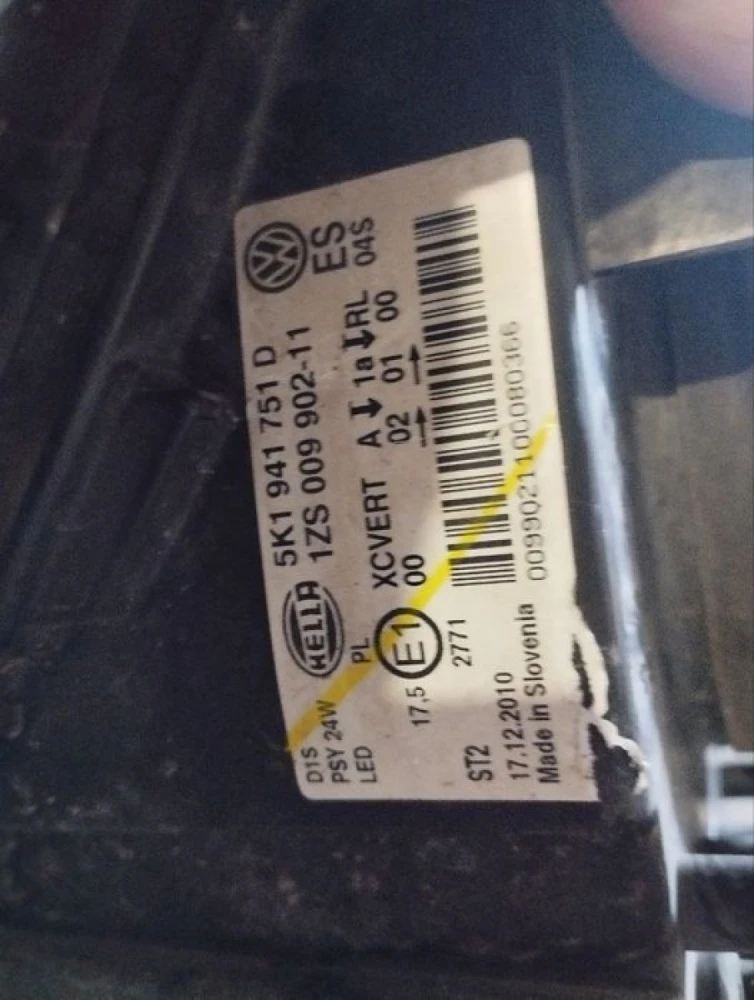 5K1 941 751 D
HELLA 1ZS 009 902-11 ES
04S
D1S PL XCVERT A 1a RL
PSY 24W 00 02 01 00
LED E1
17,5
2771
ST2
0099021100080366
17.12.2010
Made in Slovenia